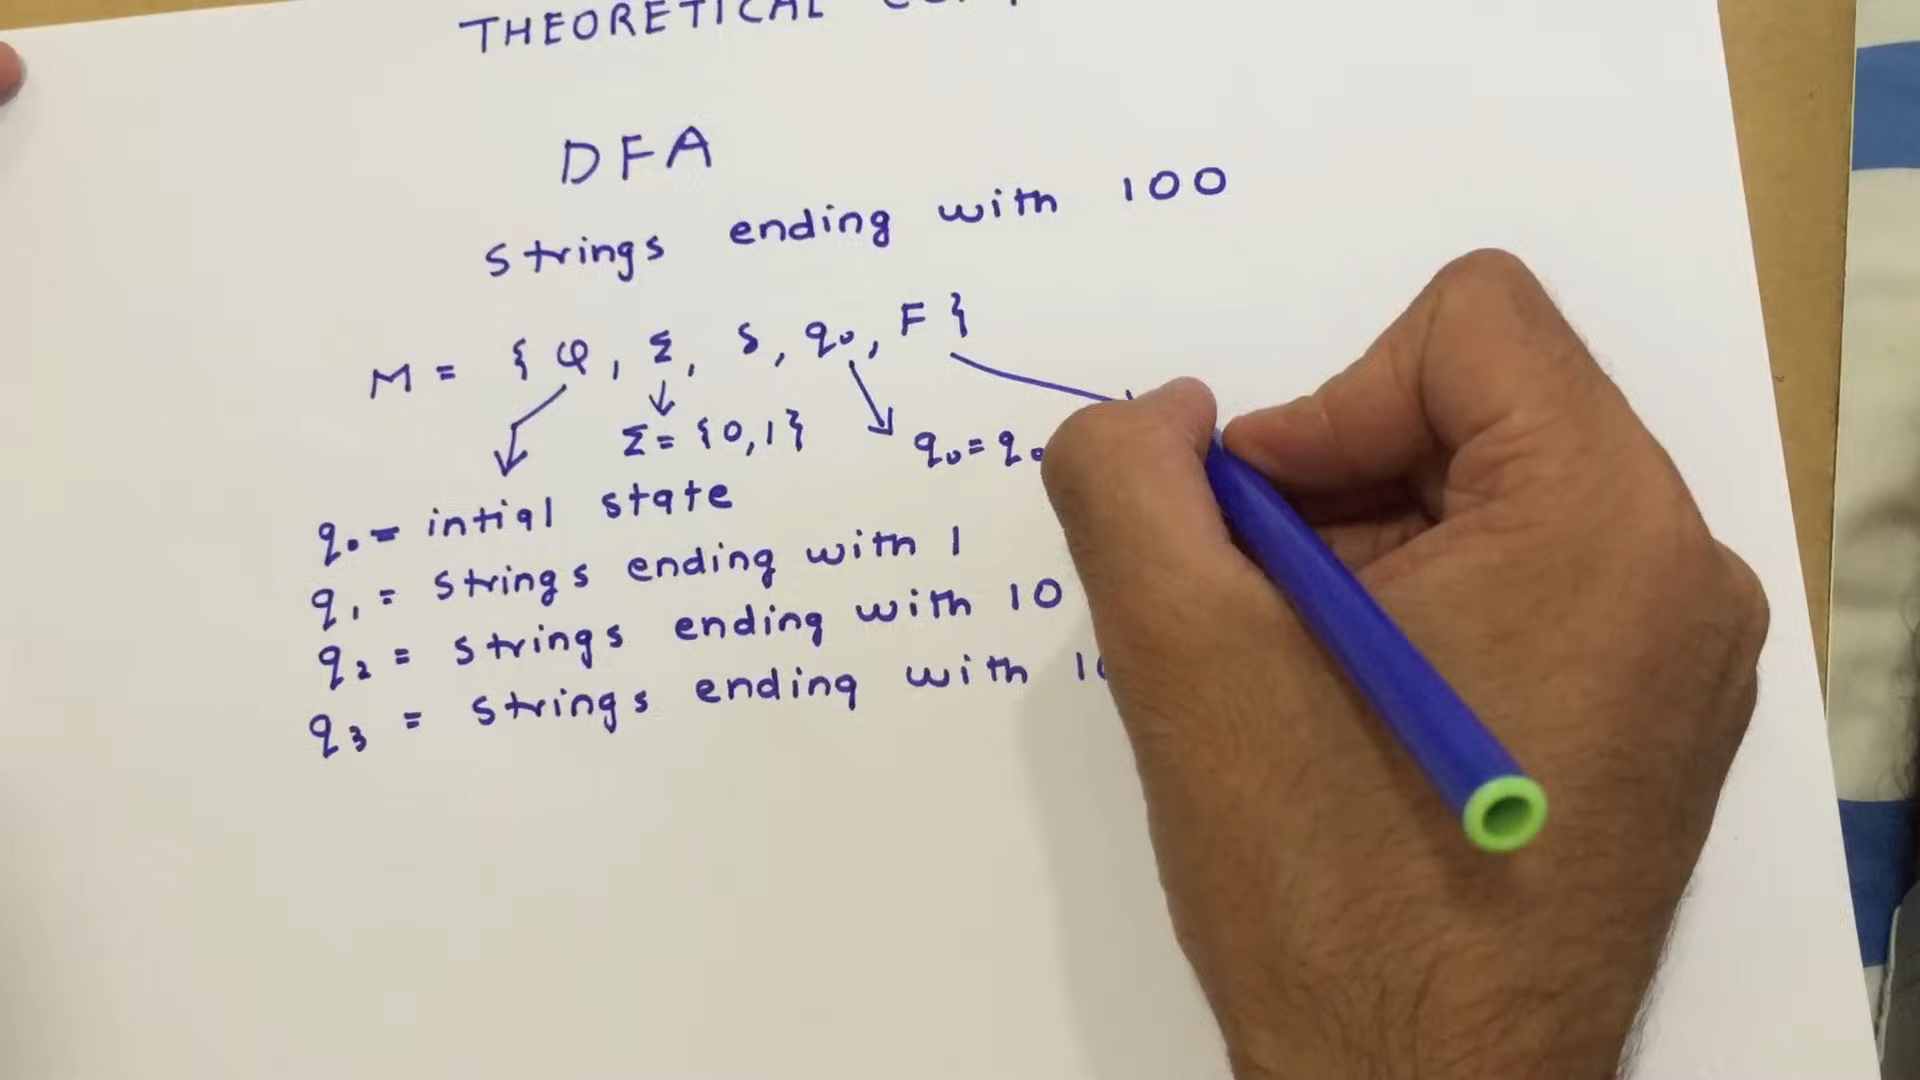 THEORETICAL
DFA
strings ending with 100
M = { φ, Σ, δ, q0, F }
Σ = {0,1}
q0 = q0
q0 = intial state
q1 = strings ending with 1
q2 = strings ending with 10
q3 = strings ending with